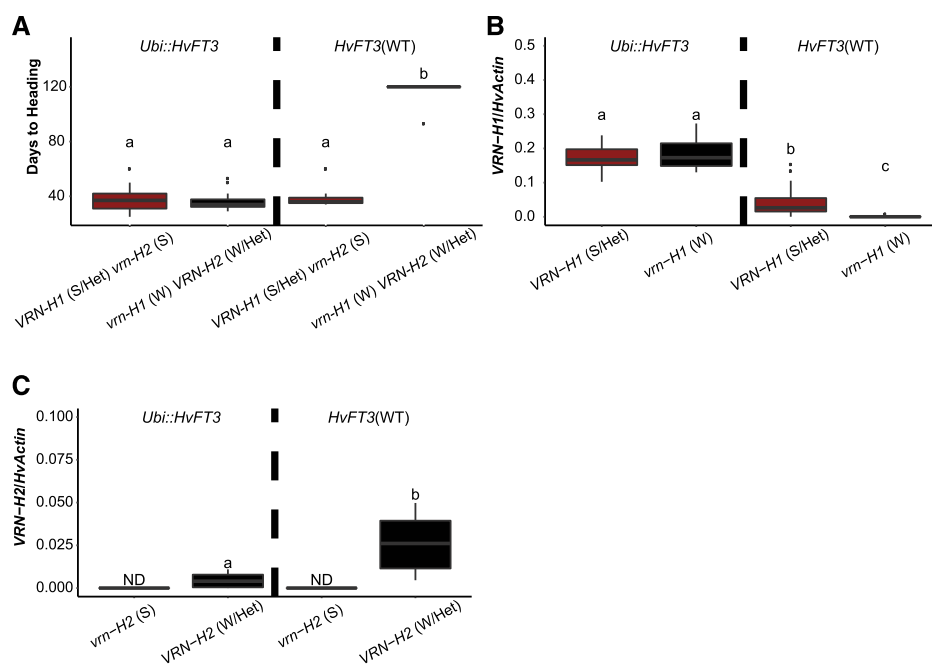 A
Ubi::HvFT3
HvFT3(WT)
Days to Heading
120
80
40
a
a
a
b
VRN-H1 (S/Het) vrn-H2 (S)
vrn-H1 (W) VRN-H2 (W/Het)
VRN-H1 (S/Het) vrn-H2 (S)
vrn-H1 (W) VRN-H2 (W/Het)
B
Ubi::HvFT3
HvFT3(WT)
VRN−H1/HvActin
0.5
0.4
0.3
0.2
0.1
0.0
a
a
b
c
VRN−H1 (S/Het)
vrn−H1 (W)
VRN−H1 (S/Het)
vrn−H1 (W)
C
Ubi::HvFT3
HvFT3(WT)
VRN−H2/HvActin
0.100
0.075
0.050
0.025
0.000
ND
a
ND
b
vrn−H2 (S)
VRN−H2 (W/Het)
vrn−H2 (S)
VRN−H2 (W/Het)